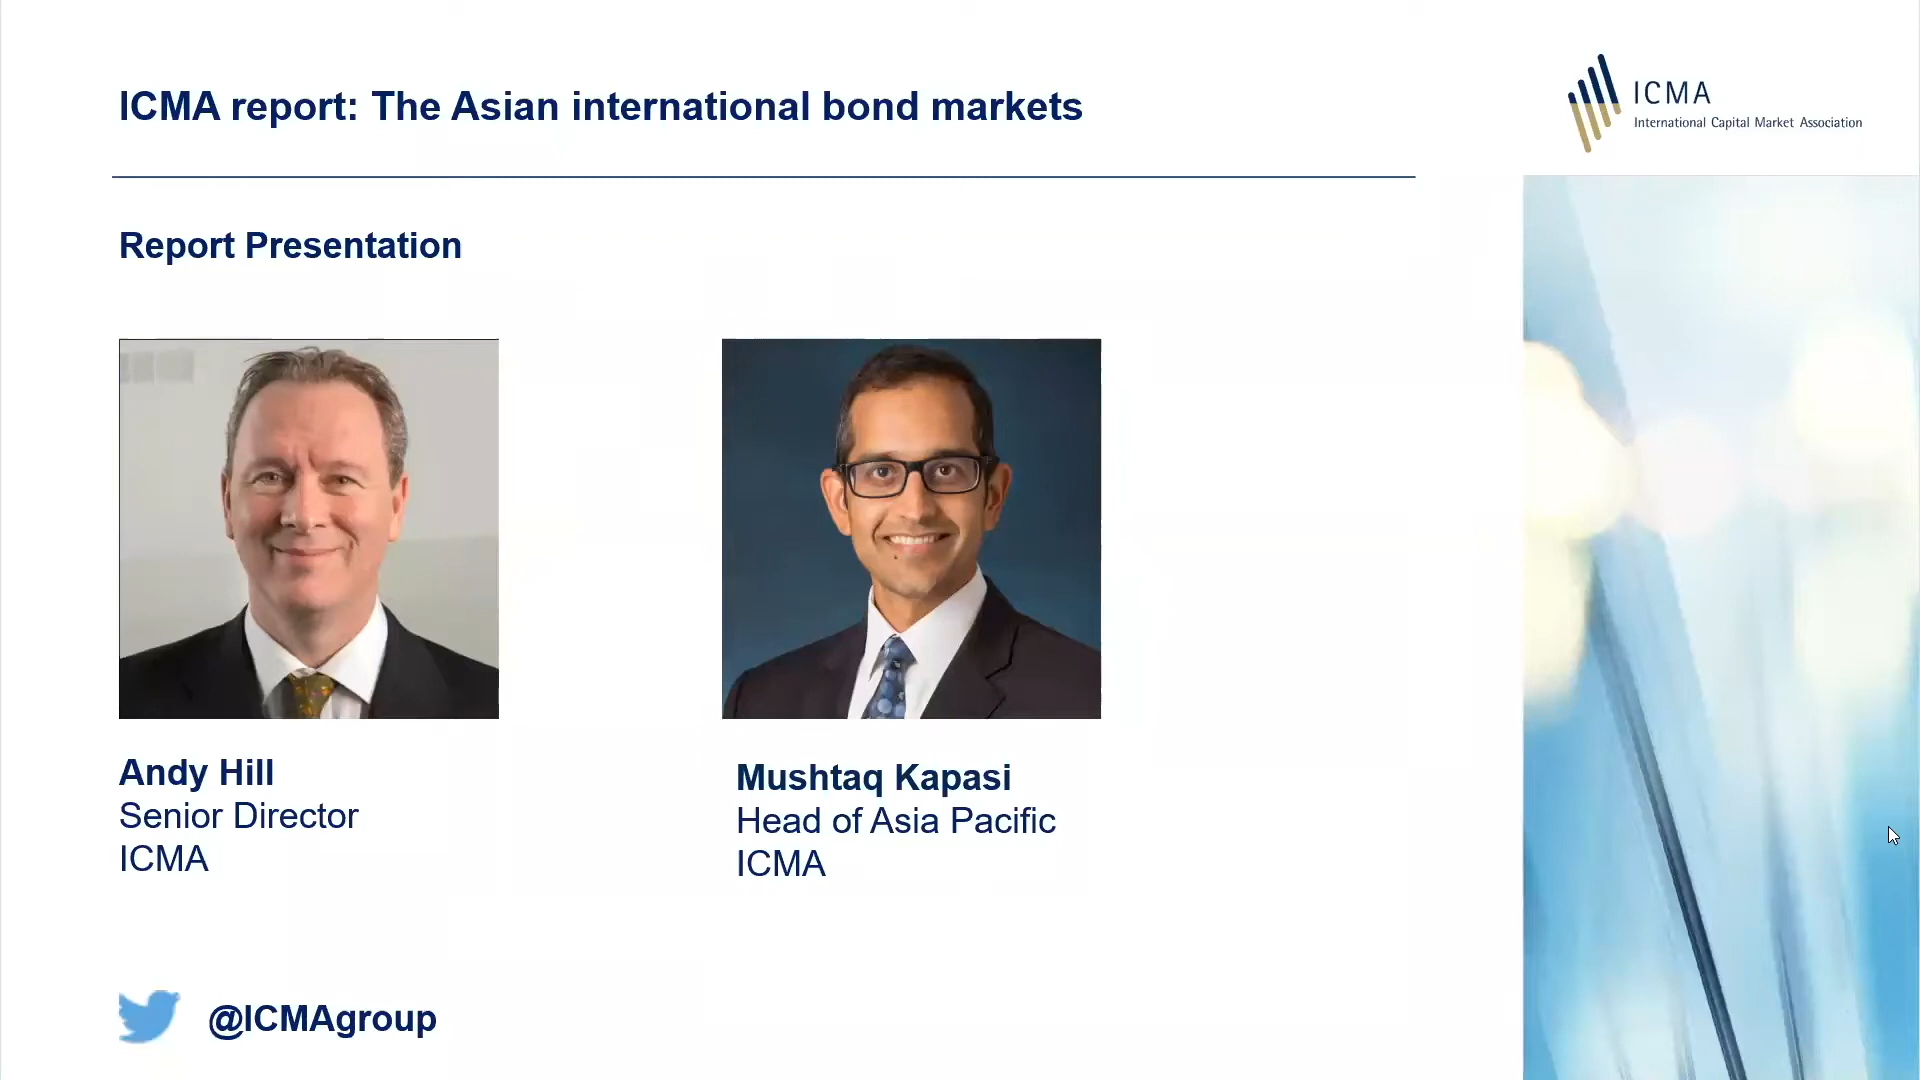 ICMA report: The Asian international bond markets
ICMA
International Capital Market Association
Report Presentation
Andy Hill
Senior Director
ICMA
Mushtaq Kapasi
Head of Asia Pacific
ICMA
@ICMAgroup